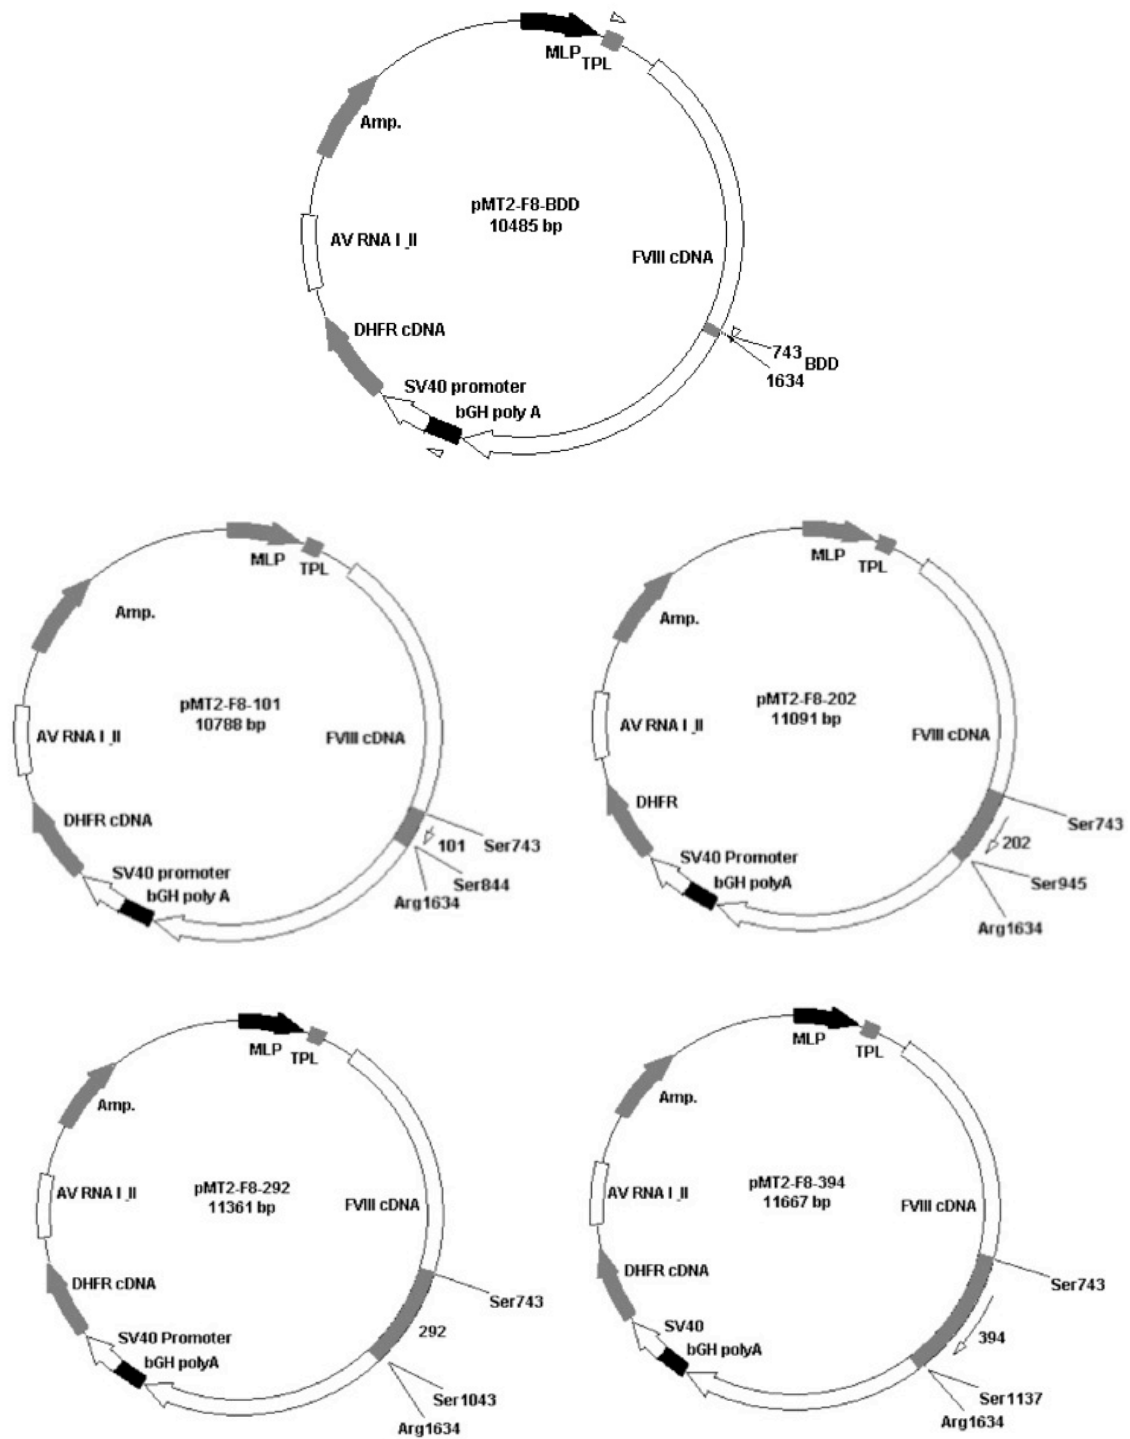 MLP
TPL
Amp.
pMT2-F8-BDD
10485 bp
AV RNA I_II
FVIII cDNA
DHFR cDNA
743
BDD
1634
SV40 promoter
bGH poly A
MLP
TPL
Amp.
pMT2-F8-101
10788 bp
AV RNA I_II
FVIII cDNA
DHFR cDNA
101
Ser743
SV40 promoter
bGH poly A
Ser844
Arg1634
MLP
TPL
Amp.
pMT2-F8-202
11091 bp
AV RNA I_II
FVIII cDNA
DHFR
Ser743
202
SV40 Promoter
bGH polyA
Ser945
Arg1634
MLP
TPL
Amp.
pMT2-F8-292
11361 bp
AV RNA I_II
FVIII cDNA
DHFR cDNA
Ser743
292
SV40 Promoter
bGH polyA
Ser1043
Arg1634
MLP
TPL
Amp.
pMT2-F8-394
11667 bp
AV RNA I_II
FVIII cDNA
DHFR cDNA
Ser743
SV40
394
bGH polyA
Ser1137
Arg1634